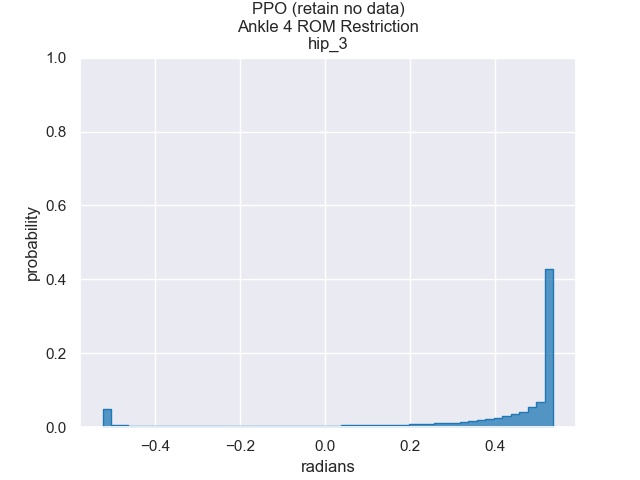 PPO (retain no data)
Ankle 4 ROM Restriction
hip_3
1.0
0.8
0.6
0.4
0.2
0.0
probability
−0.4
−0.2
0.0
0.2
0.4
radians